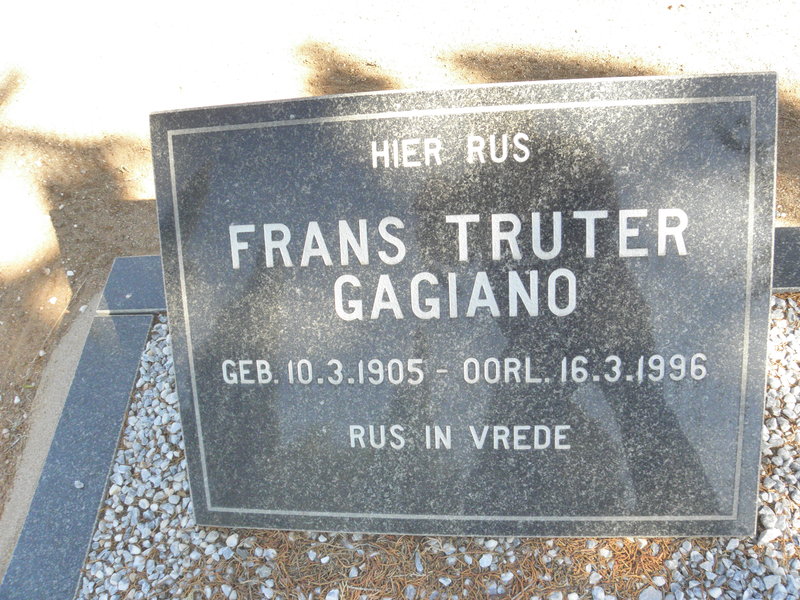 HIER RUS
FRANS TRUTER
GAGIANO
GEB. 10.3.1905 - OORL. 16.3.1996
RUS IN VREDE